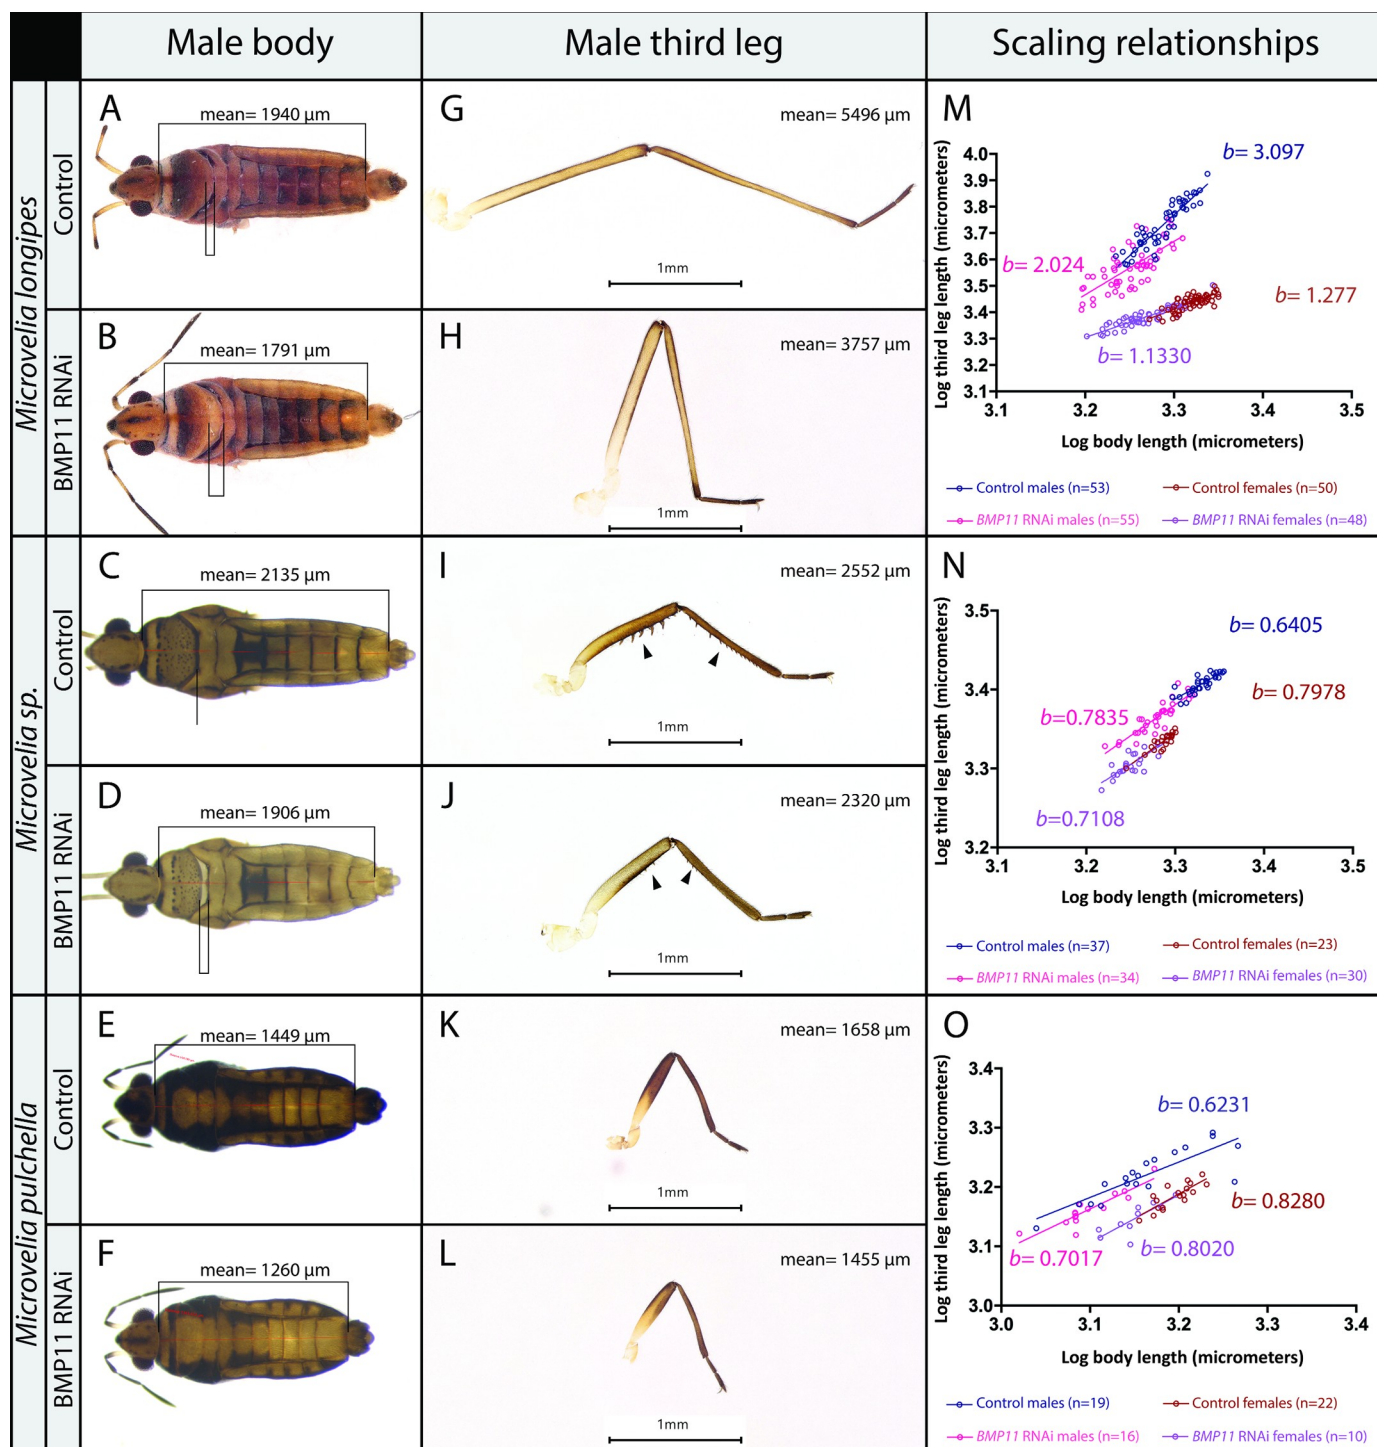 Male body
Male third leg
Scaling relationships
Microvelia longipes
Control
A
mean= 1940 µm
G
mean= 5496 µm
1mm
BMP11 RNAi
B
mean= 1791 µm
H
mean= 3757 µm
1mm
M
b= 3.097
b= 2.024
b= 1.277
b= 1.1330
Log third leg length (micrometers)
4.0
3.9
3.8
3.7
3.6
3.5
3.4
3.3
3.2
3.1
3.1 3.2 3.3 3.4 3.5
Log body length (micrometers)
Control males (n=53)
Control females (n=50)
BMP11 RNAi males (n=55)
BMP11 RNAi females (n=48)
Microvelia sp.
Control
C
mean= 2135 µm
I
mean= 2552 µm
1mm
BMP11 RNAi
D
mean= 1906 µm
J
mean= 2320 µm
1mm
N
b= 0.6405
b= 0.7978
b=0.7835
b=0.7108
Log third leg length (micrometers)
3.5
3.4
3.3
3.2
3.1 3.2 3.3 3.4 3.5
Log body length (micrometers)
Control males (n=37)
Control females (n=23)
BMP11 RNAi males (n=34)
BMP11 RNAi females (n=30)
Microvelia pulchella
Control
E
mean= 1449 µm
K
mean= 1658 µm
1mm
BMP11 RNAi
F
mean= 1260 µm
L
mean= 1455 µm
1mm
O
b= 0.6231
b= 0.8280
b= 0.7017
b= 0.8020
Log third leg length (micrometers)
3.4
3.3
3.2
3.1
3.0
3.0 3.1 3.2 3.3 3.4
Log body length (micrometers)
Control males (n=19)
Control females (n=22)
BMP11 RNAi males (n=16)
BMP11 RNAi females (n=10)